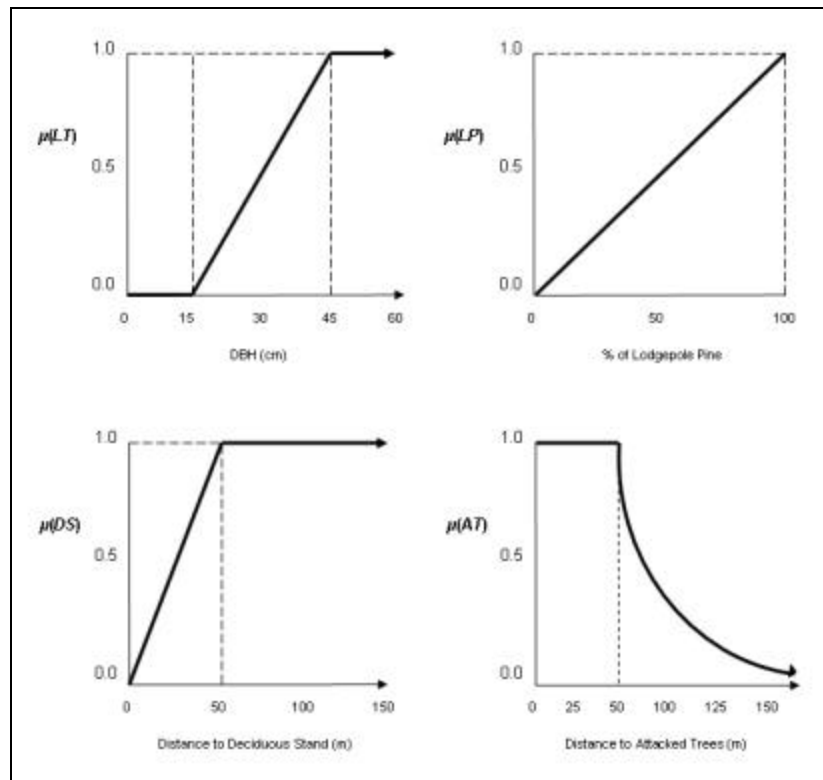 1.0
μ(LT)
0.5
0.0
0 15 30 45 60
DBH (cm)
1.0
μ(LP)
0.5
0.0
0 50 100
% of Lodgepole Pine
1.0
μ(DS)
0.5
0.0
0 50 100 150
Distance to Deciduous Stand (m)
1.0
μ(AT)
0.5
0.0
0 25 50 100 125 150
Distance to Attacked Trees (m)